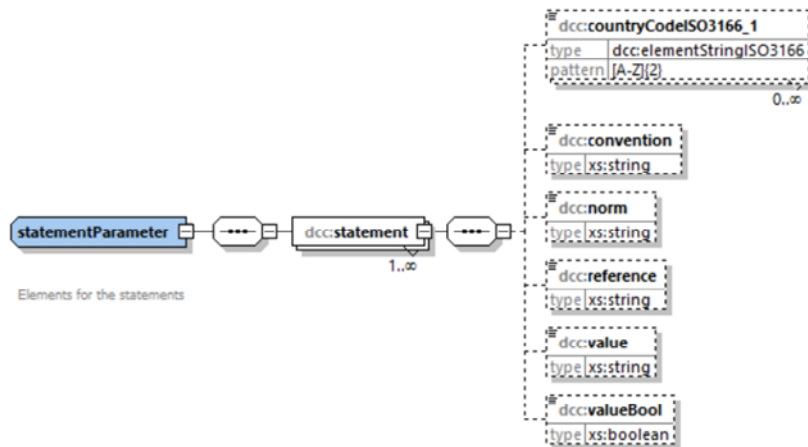 dcc:countryCodeISO3166_1
type dcc:elementStringISO3166
pattern [A-Z]{2}
0..∞
dcc:convention
type xs:string
dcc:norm
type xs:string
statementParameter
dcc:statement
1..∞
Elements for the statements
dcc:reference
type xs:string
dcc:value
type xs:string
dcc:valueBool
type xs:boolean